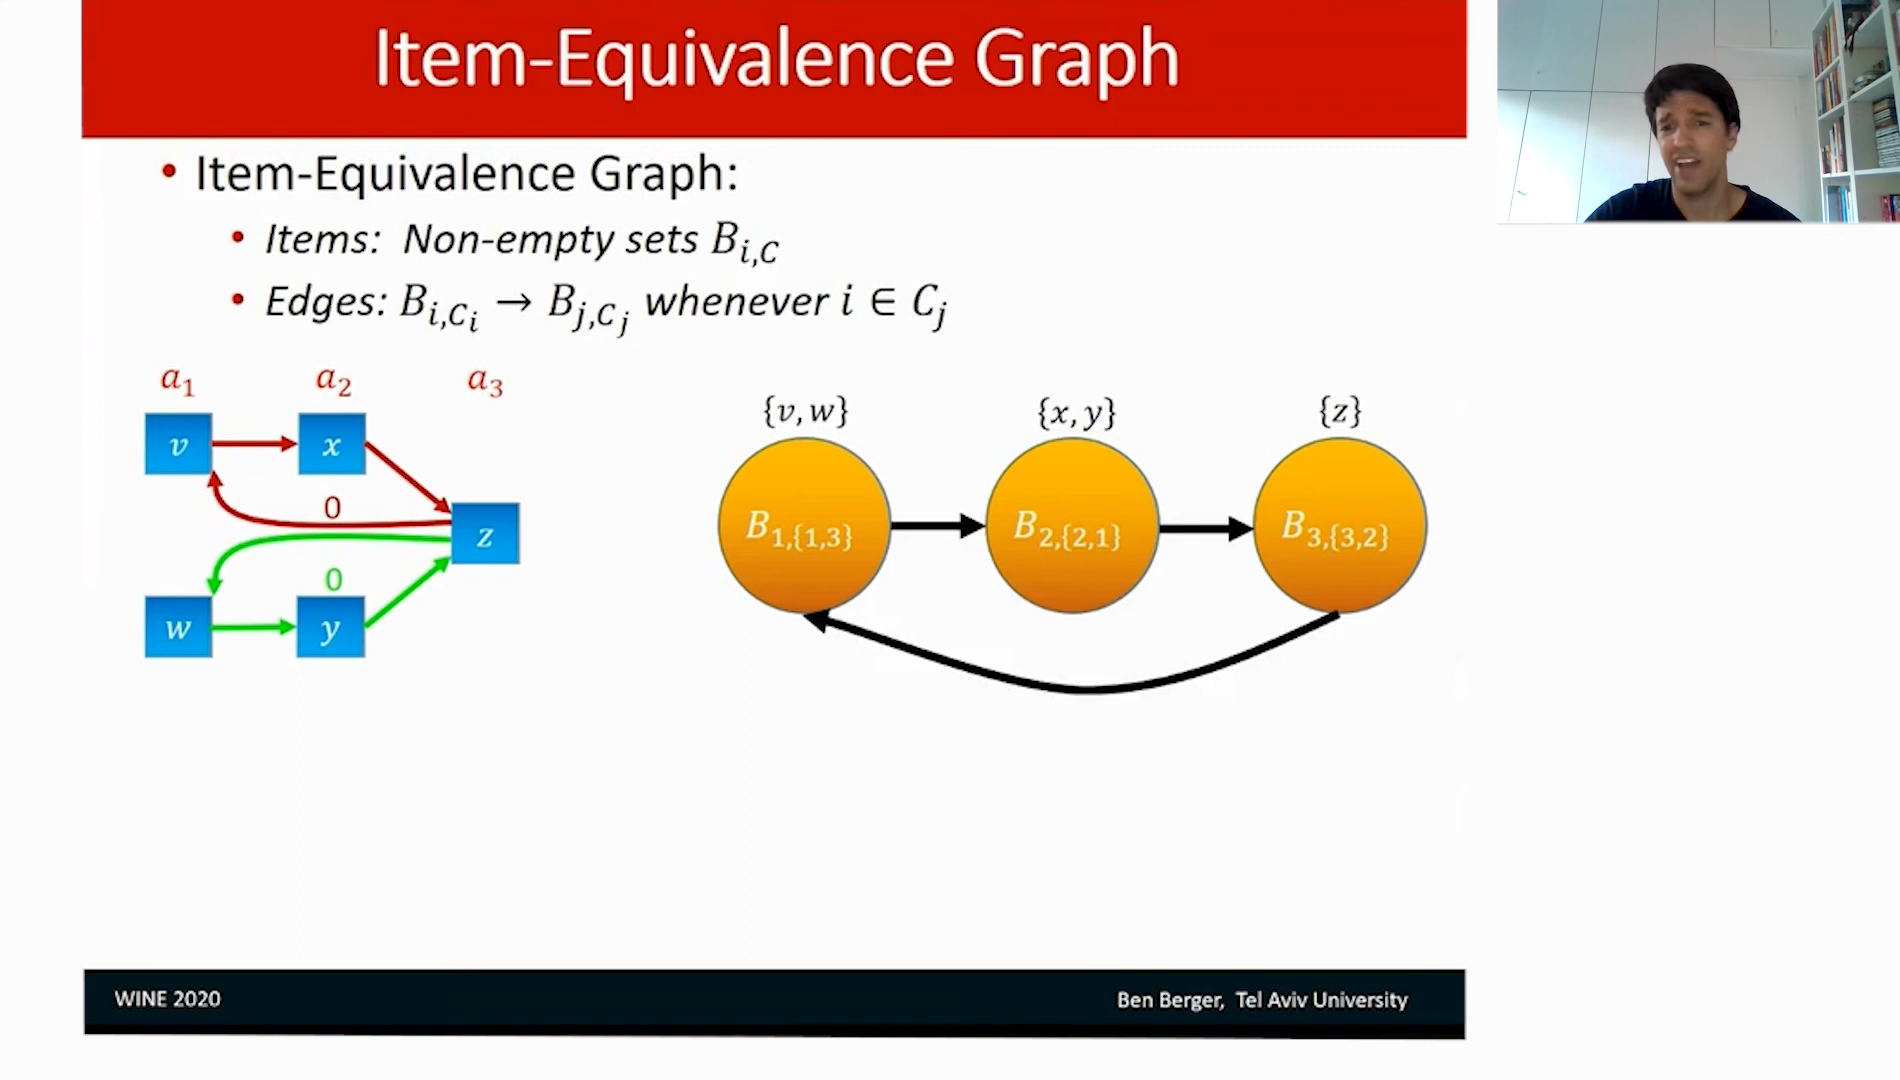 Item-Equivalence Graph
• Item-Equivalence Graph:
• Items: Non-empty sets B_{i,C}
• Edges: B_{i,C_i} → B_{j,C_j} whenever i ∈ C_j
a_1 a_2 a_3
v x
0
z
0
w y
{v, w} {x, y} {z}
B_{1,{1,3}} B_{2,{2,1}} B_{3,{3,2}}
WINE 2020
Ben Berger, Tel Aviv University